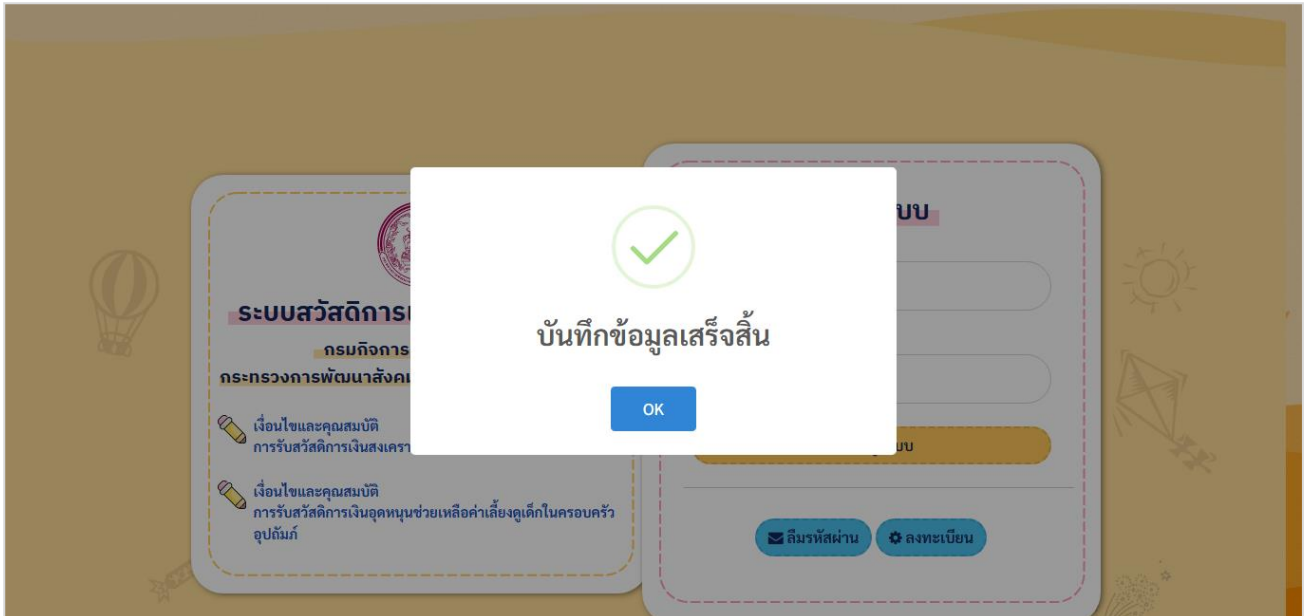 ระบบสวัสดิการ
กรมกิจการ
กระทรวงการพัฒนาสังคม
เงื่อนไขและคุณสมบัติ
การรับสวัสดิการเงินสงเครา
เงื่อนไขและคุณสมบัติ
การรับสวัสดิการเงินอุดหนุนช่วยเหลือค่าเลี้ยงดูเด็กในครอบครัว
อุปถัมภ์
บันทึกข้อมูลเสร็จสิ้น
OK
บบ
บบ
ลืมรหัสผ่าน
ลงทะเบียน